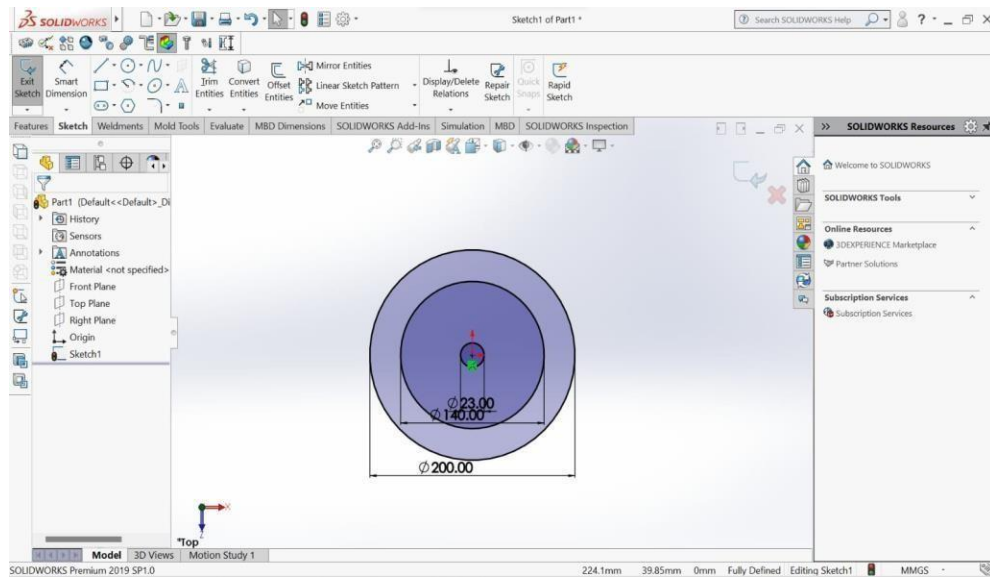 SOLIDWORKS
Sketch1 of Part1 *
Search SOLIDWORKS Help
Exit Sketch
Smart Dimension
Trim Entities
Convert Entities
Offset Entities
Mirror Entities
Linear Sketch Pattern
Move Entities
Display/Delete Relations
Repair Sketch
Quick Snaps
Rapid Sketch
Features Sketch Weldments Mold Tools Evaluate MBD Dimensions SOLIDWORKS Add-Ins Simulation MBD SOLIDWORKS Inspection
SOLIDWORKS Resources
Part1 (Default<<Default>_Di
History
Sensors
Annotations
Material <not specified>
Front Plane
Top Plane
Right Plane
Origin
Sketch1
Ø23.00
Ø140.00
Ø200.00
X
Z
*Top
Welcome to SOLIDWORKS
SOLIDWORKS Tools
Online Resources
3DEXPERIENCE Marketplace
Partner Solutions
Subscription Services
Subscription Services
Model 3D Views Motion Study 1
SOLIDWORKS Premium 2019 SP1.0
224.1mm 39.85mm 0mm Fully Defined Editing Sketch1 MMGS